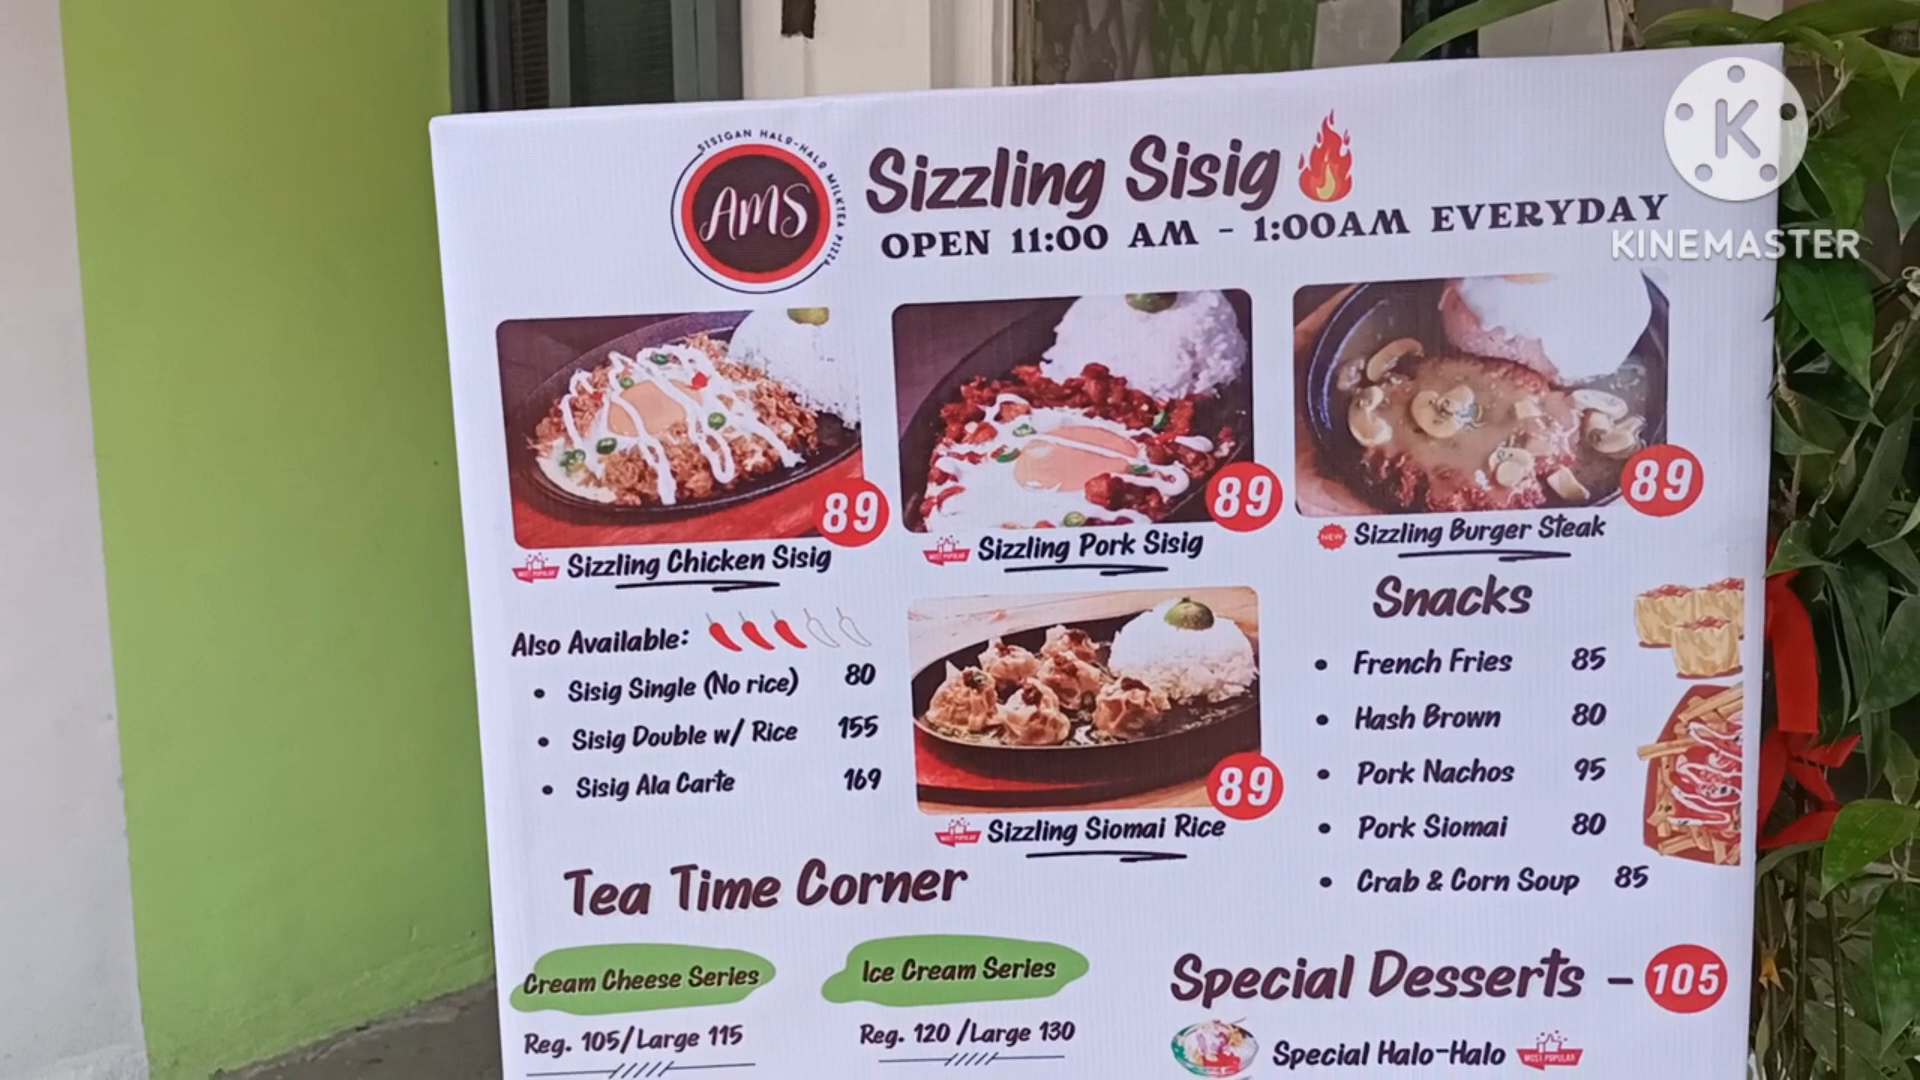 SISIGAN HALO-HALO MILKTEA PIZZA
AMS
Sizzling Sisig
OPEN 11:00 AM - 1:00AM EVERYDAY
K
KINEMASTER
89
89
89
MOST POPULAR Sizzling Chicken Sisig
MOST POPULAR Sizzling Pork Sisig
NEW Sizzling Burger Steak
Also Available:
Sisig Single (No rice) 80
Sisig Double w/ Rice 155
Sisig Ala Carte 169
89
MOST POPULAR Sizzling Siomai Rice
Snacks
French Fries 85
Hash Brown 80
Pork Nachos 95
Pork Siomai 80
Crab & Corn Soup 85
Tea Time Corner
Cream Cheese Series
Reg. 105/Large 115
Ice Cream Series
Reg. 120 /Large 130
Special Desserts - 105
Special Halo-Halo MOST POPULAR